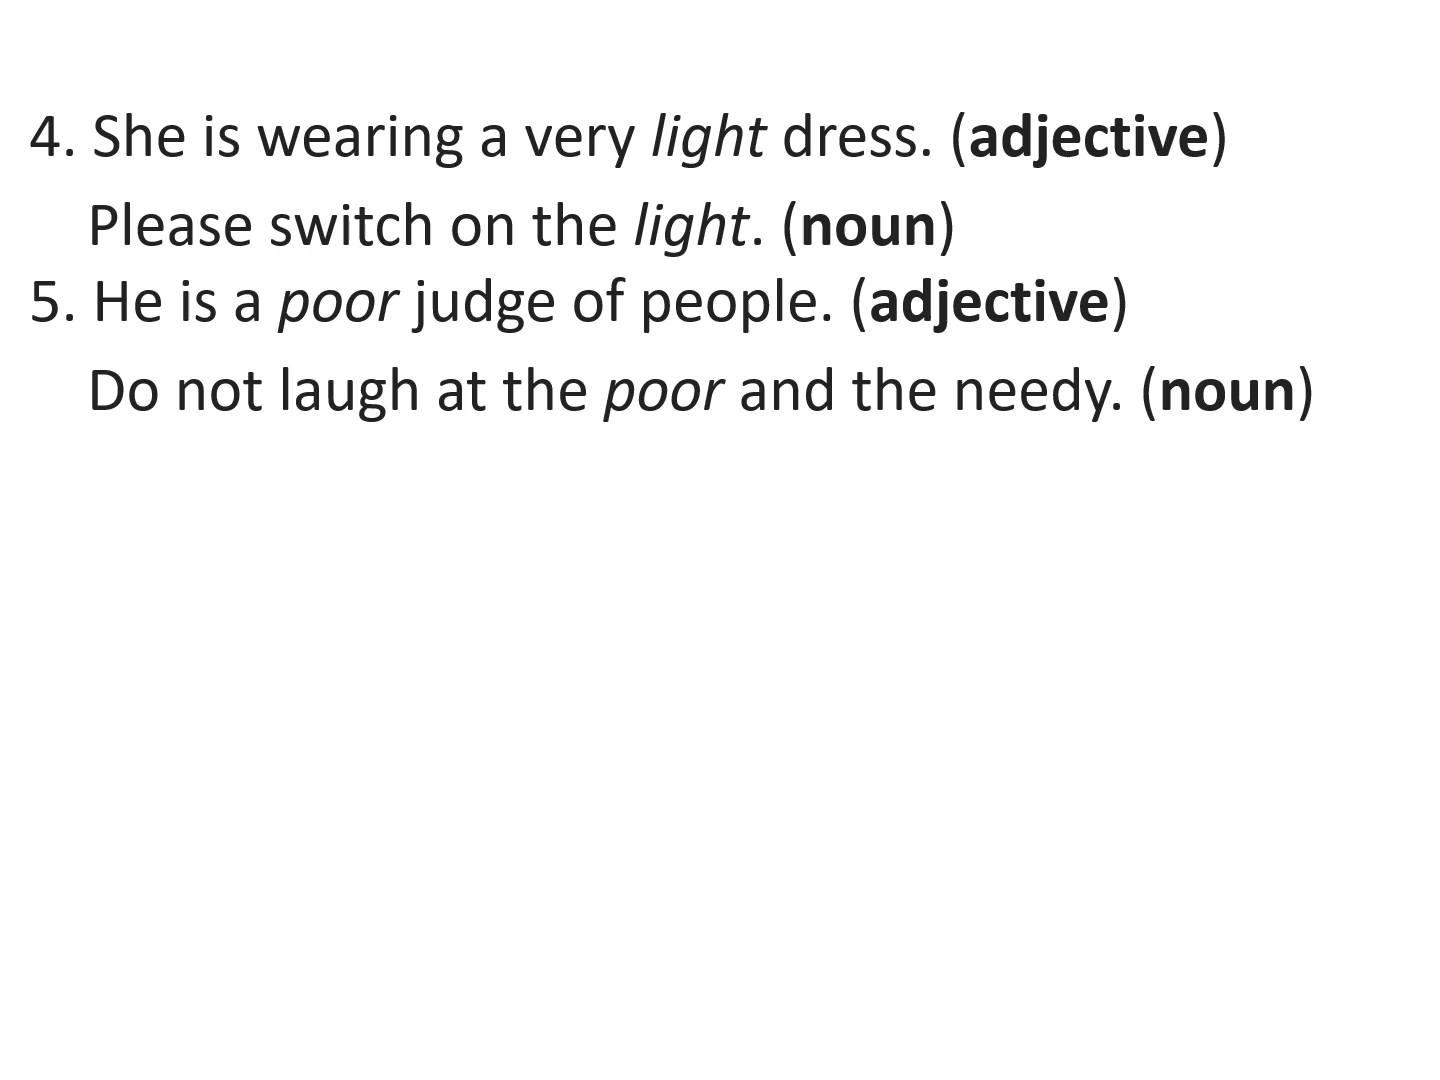 4. She is wearing a very light dress. (adjective)
Please switch on the light. (noun)
5. He is a poor judge of people. (adjective)
Do not laugh at the poor and the needy. (noun)